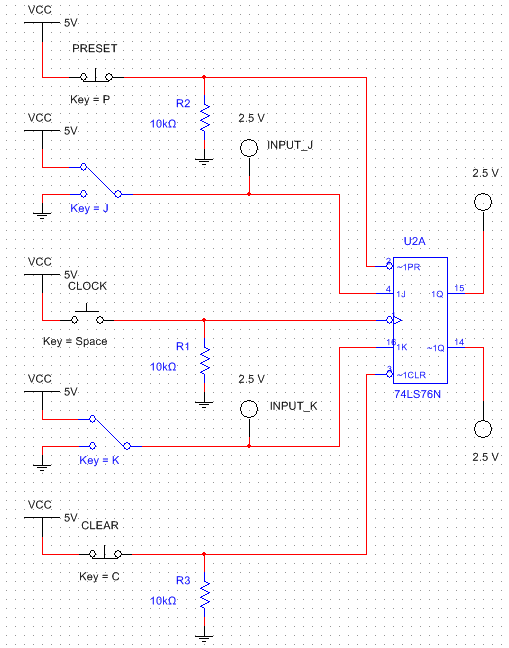 VCC
5V
PRESET
Key = P
R2
10kΩ
VCC
5V
2.5 V
INPUT_J
Key = J
2.5 V
U2A
2
~1PR
4
1J
1Q
15
VCC
5V
CLOCK
Key = Space
R1
10kΩ
16
1K
~1Q
14
3
~1CLR
74LS76N
VCC
5V
2.5 V
INPUT_K
Key = K
2.5 V
VCC
5V
CLEAR
Key = C
R3
10kΩ